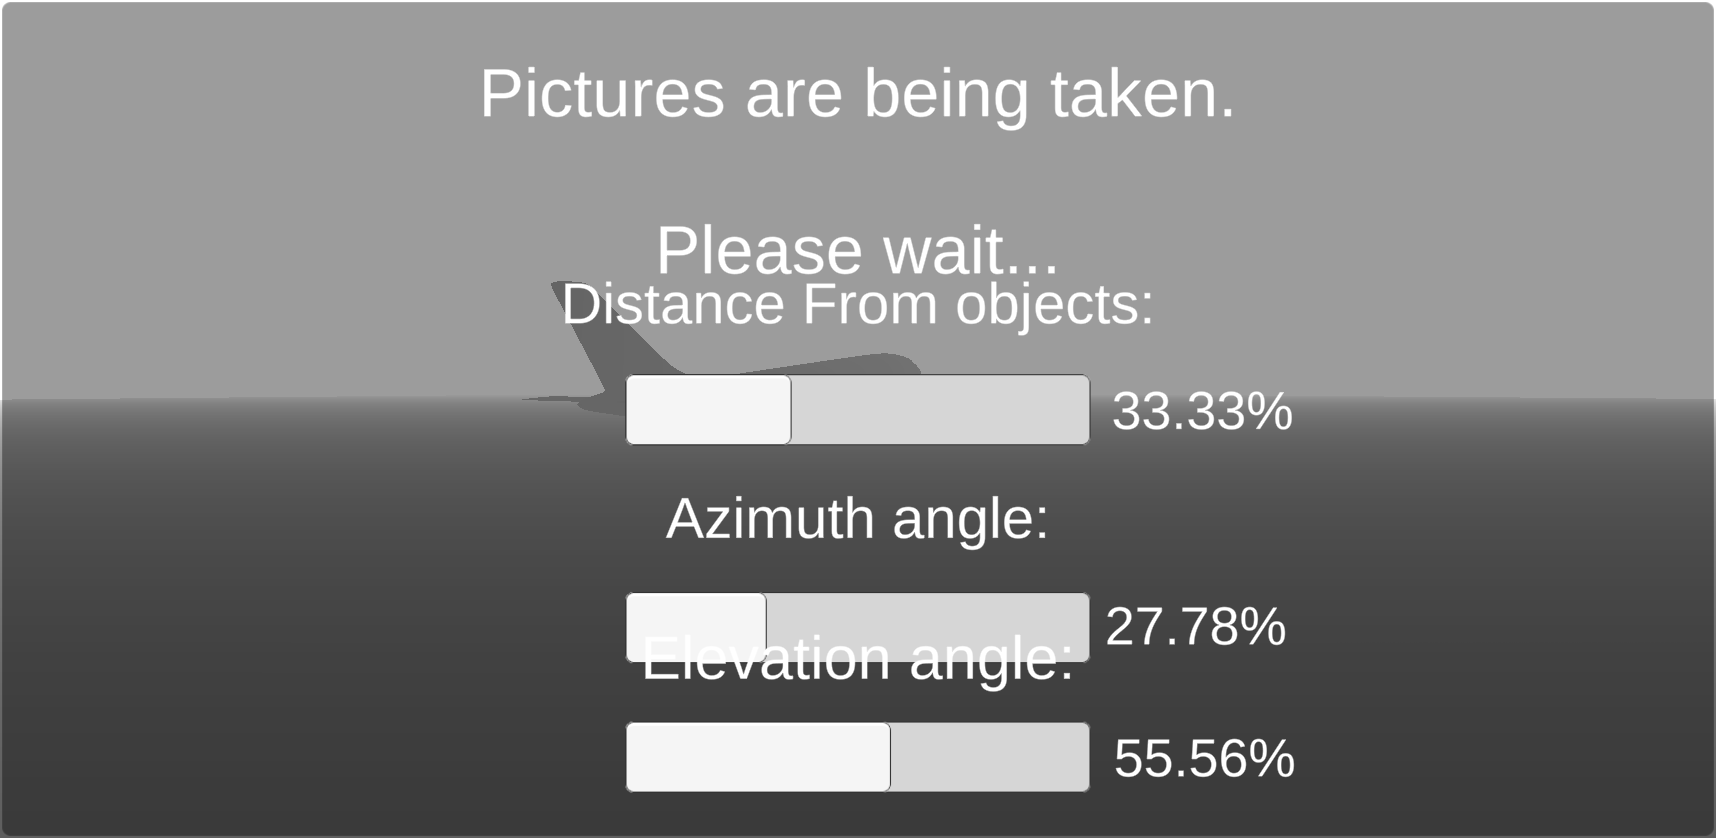 Pictures are being taken.
Please wait...
Distance From objects:
33.33%
Azimuth angle:
27.78%
Elevation angle:
55.56%